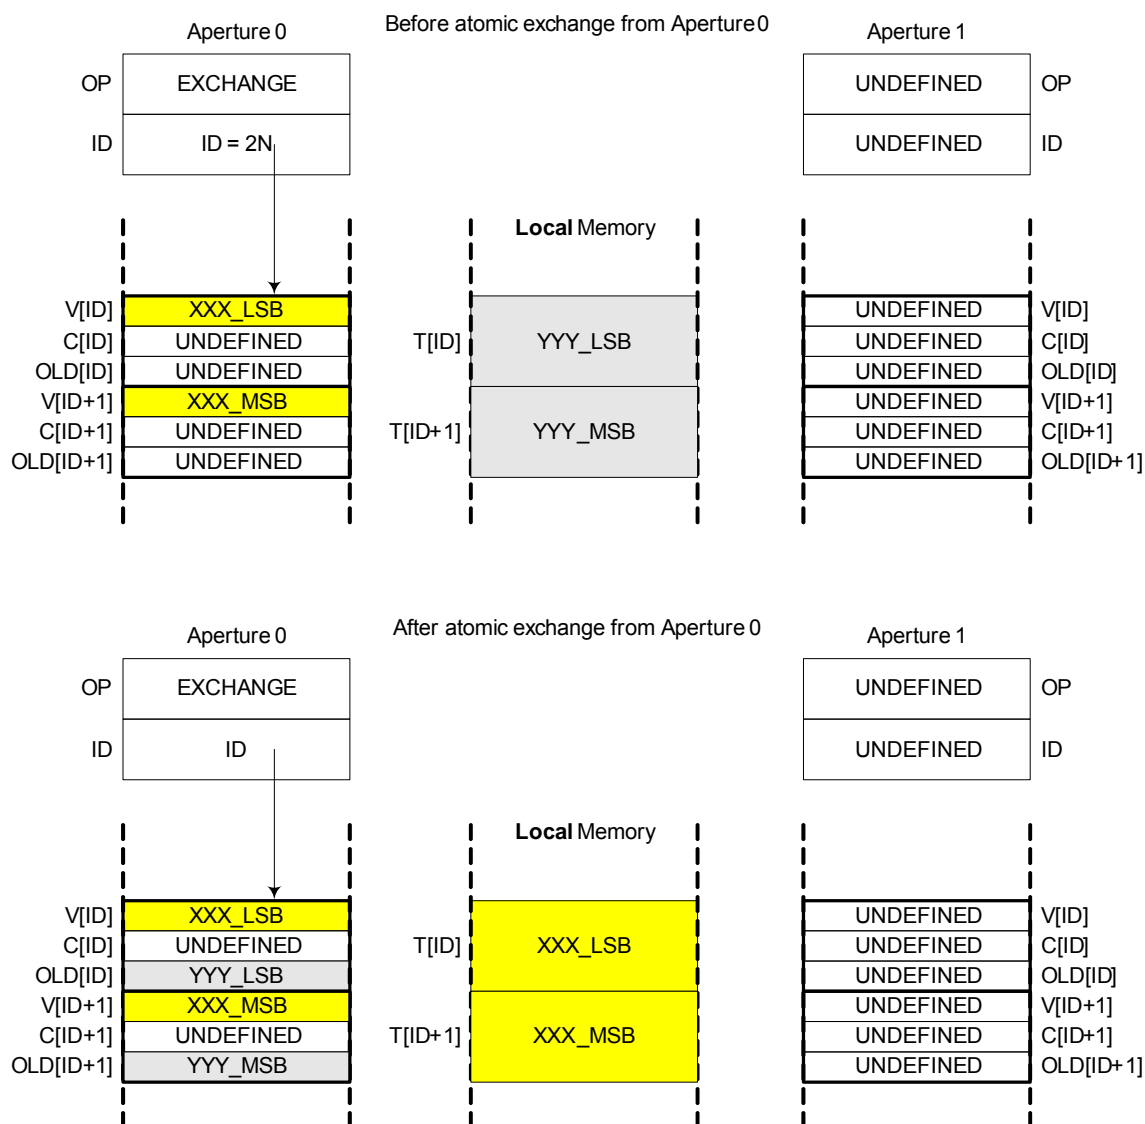 Before atomic exchange from Aperture 0
Aperture 0
Aperture 1
OP EXCHANGE UNDEFINED OP
ID ID = 2N UNDEFINED ID
Local Memory
V[ID] XXX_LSB UNDEFINED V[ID]
C[ID] UNDEFINED T[ID] YYY_LSB UNDEFINED C[ID]
OLD[ID] UNDEFINED UNDEFINED OLD[ID]
V[ID+1] XXX_MSB UNDEFINED V[ID+1]
C[ID+1] UNDEFINED T[ID+1] YYY_MSB UNDEFINED C[ID+1]
OLD[ID+1] UNDEFINED UNDEFINED OLD[ID+1]
After atomic exchange from Aperture 0
Aperture 0
Aperture 1
OP EXCHANGE UNDEFINED OP
ID ID UNDEFINED ID
Local Memory
V[ID] XXX_LSB UNDEFINED V[ID]
C[ID] UNDEFINED T[ID] XXX_LSB UNDEFINED C[ID]
OLD[ID] YYY_LSB UNDEFINED OLD[ID]
V[ID+1] XXX_MSB UNDEFINED V[ID+1]
C[ID+1] UNDEFINED T[ID+1] XXX_MSB UNDEFINED C[ID+1]
OLD[ID+1] YYY_MSB UNDEFINED OLD[ID+1]